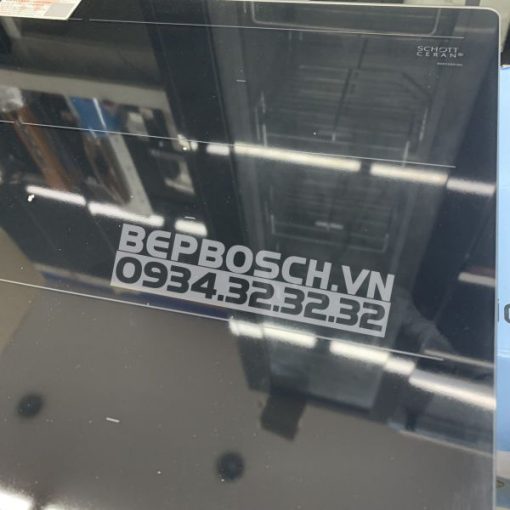 SCHOTT
CERAN®
BEPBOSCH.VN
0934.32.32.32